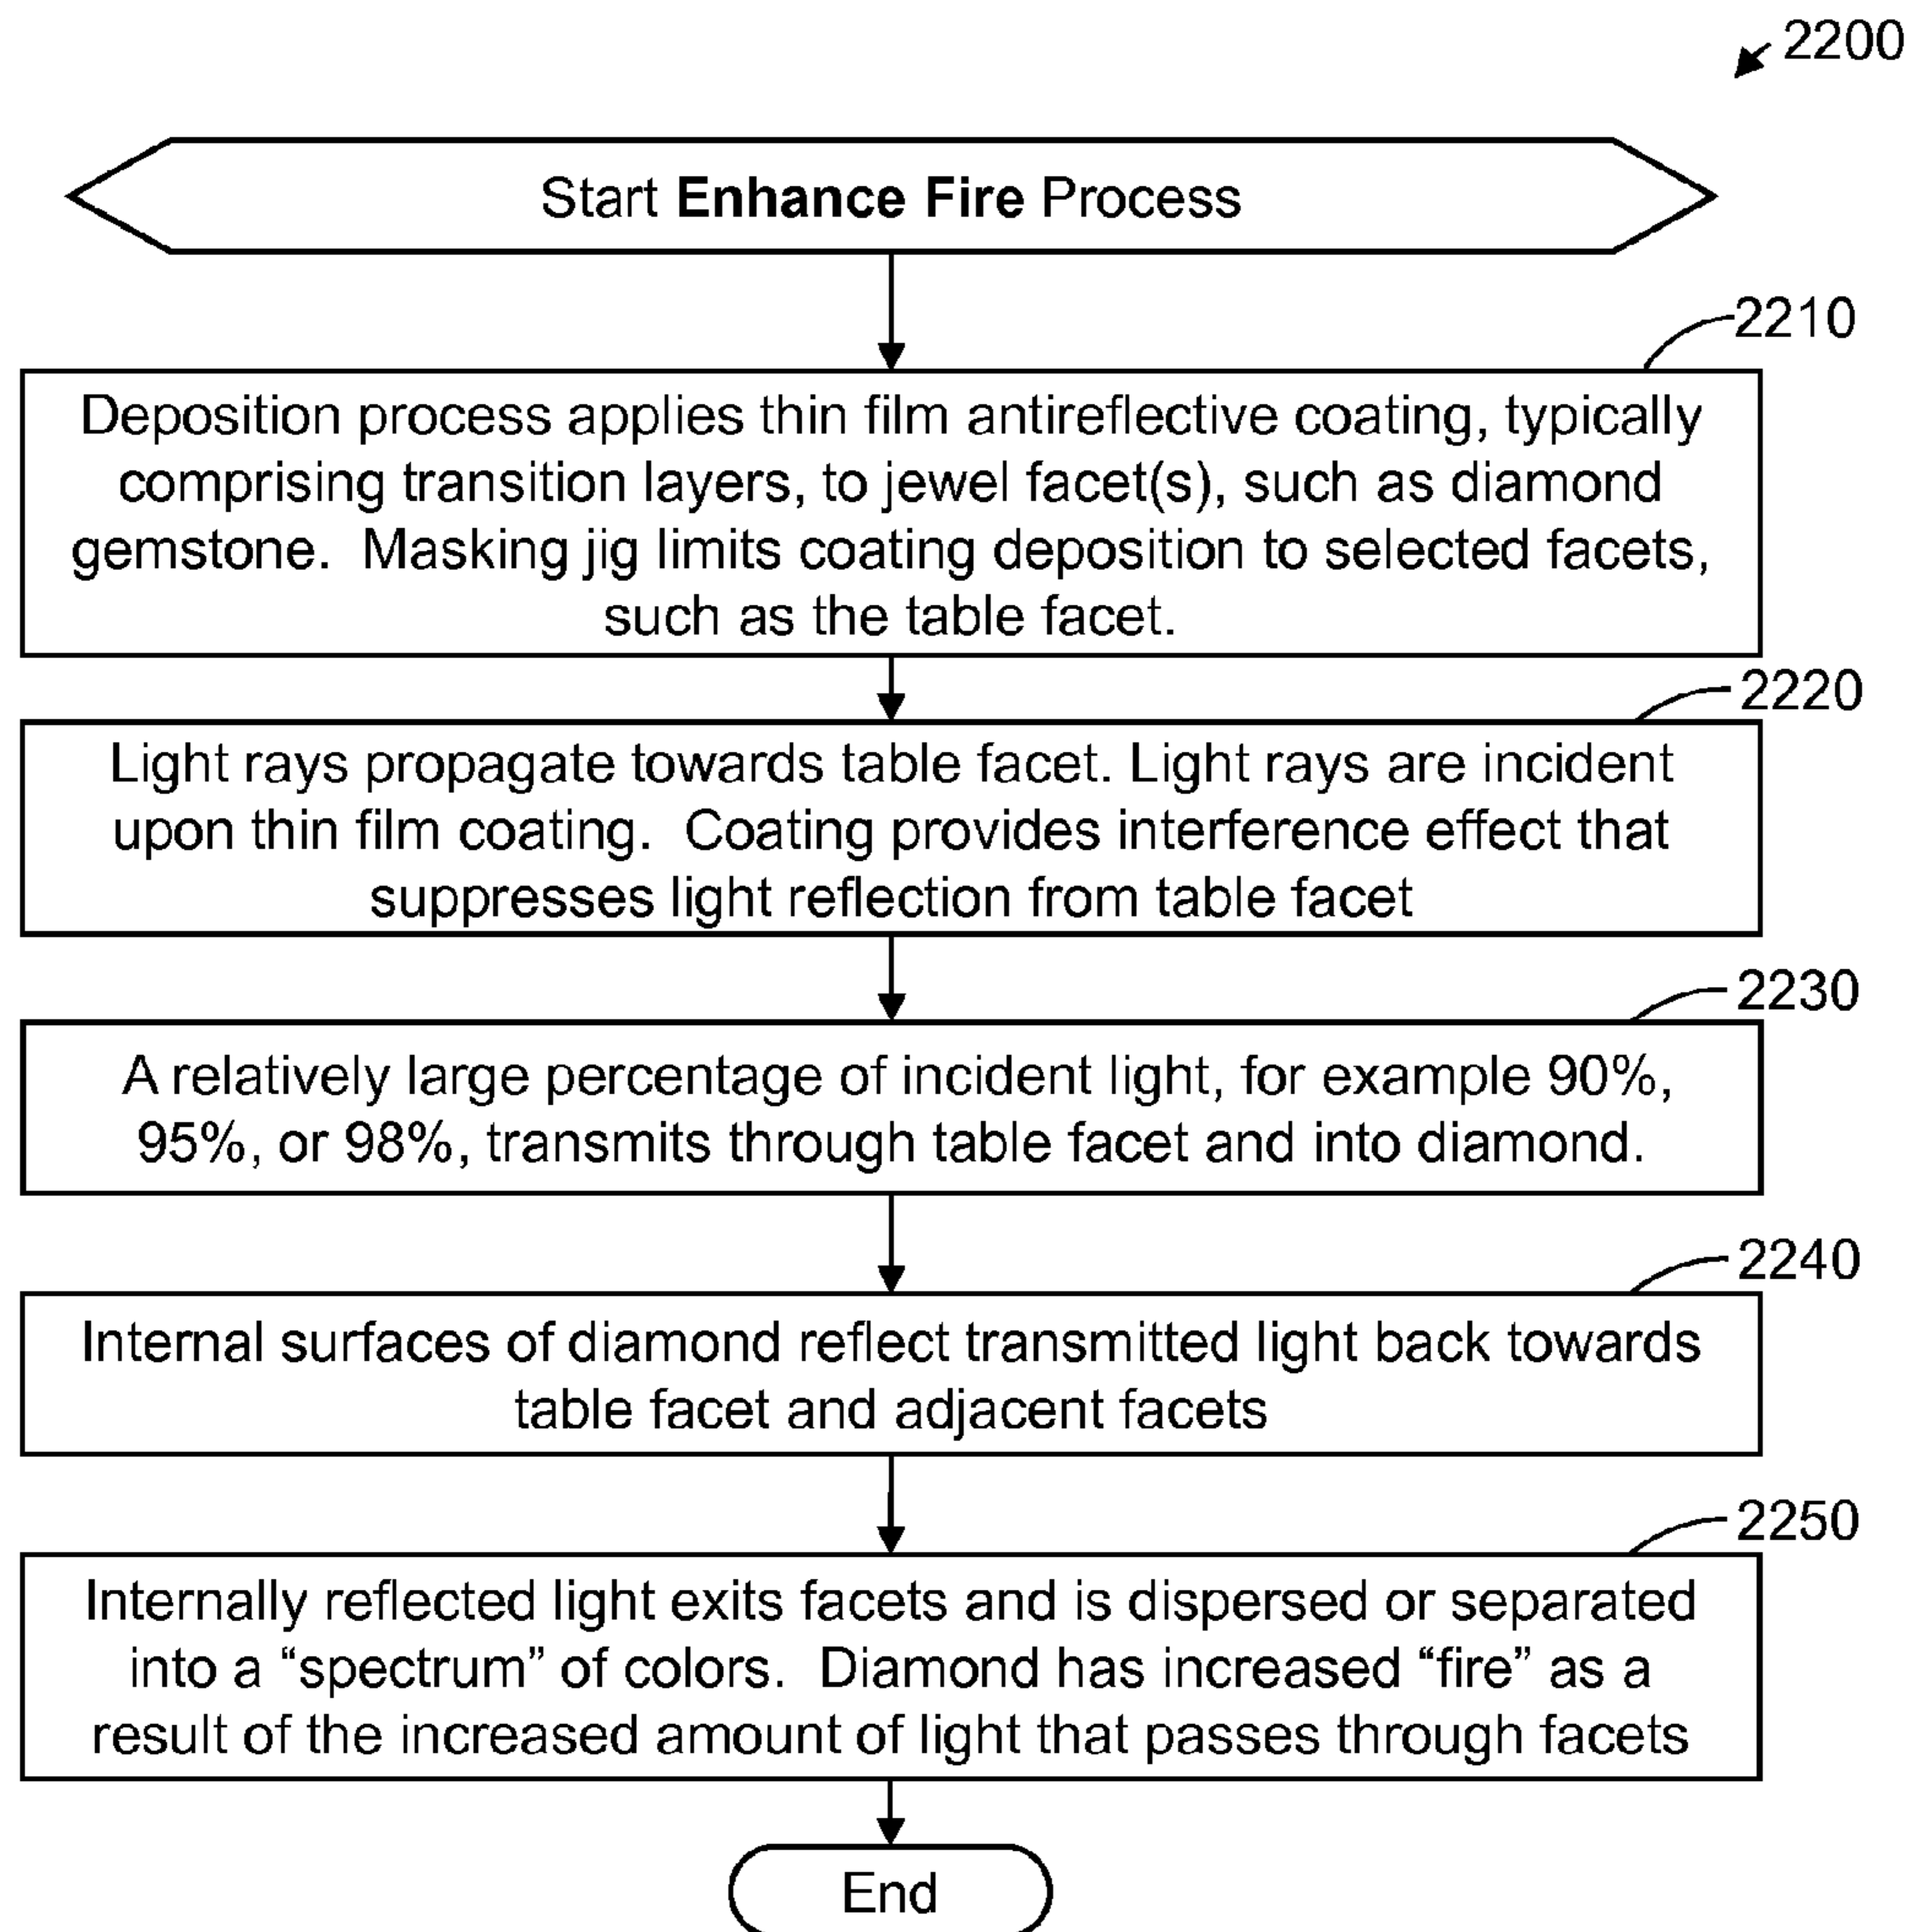 2200
Start Enhance Fire Process
2210
Deposition process applies thin film antireflective coating, typically
comprising transition layers, to jewel facet(s), such as diamond
gemstone.  Masking jig limits coating deposition to selected facets,
such as the table facet.
2220
Light rays propagate towards table facet. Light rays are incident
upon thin film coating.  Coating provides interference effect that
suppresses light reflection from table facet
2230
A relatively large percentage of incident light, for example 90%,
95%, or 98%, transmits through table facet and into diamond.
2240
Internal surfaces of diamond reflect transmitted light back towards
table facet and adjacent facets
2250
Internally reflected light exits facets and is dispersed or separated
into a “spectrum” of colors.  Diamond has increased “fire” as a
result of the increased amount of light that passes through facets
End